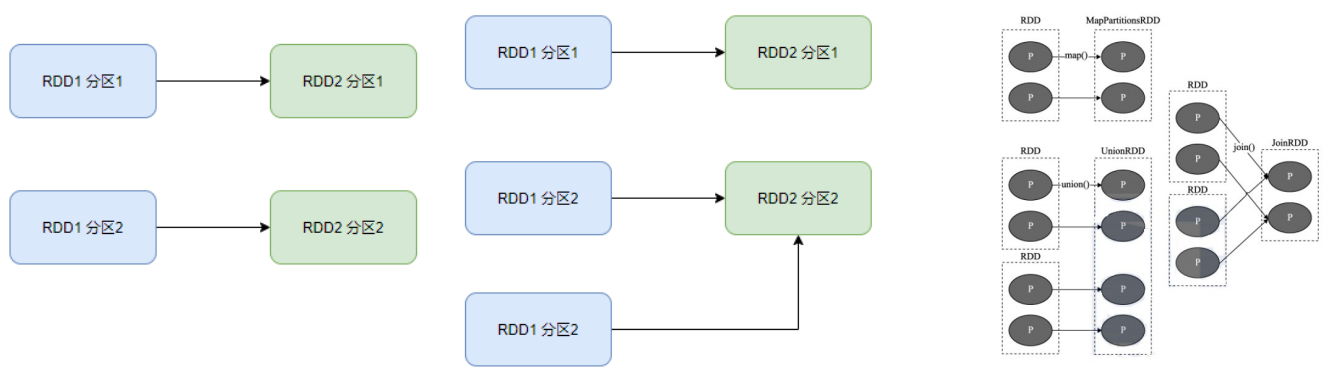 RDD1 分区1
RDD2 分区1
RDD1 分区2
RDD2 分区2
RDD1 分区1
RDD2 分区1
RDD1 分区2
RDD2 分区2
RDD1 分区2
RDD
MapPartitionsRDD
P
map()
P
P
P
RDD
UnionRDD
P
union()
P
P
P
RDD
P
P
P
P
RDD
P
join()
P
RDD
P
P
JoinRDD
P
P